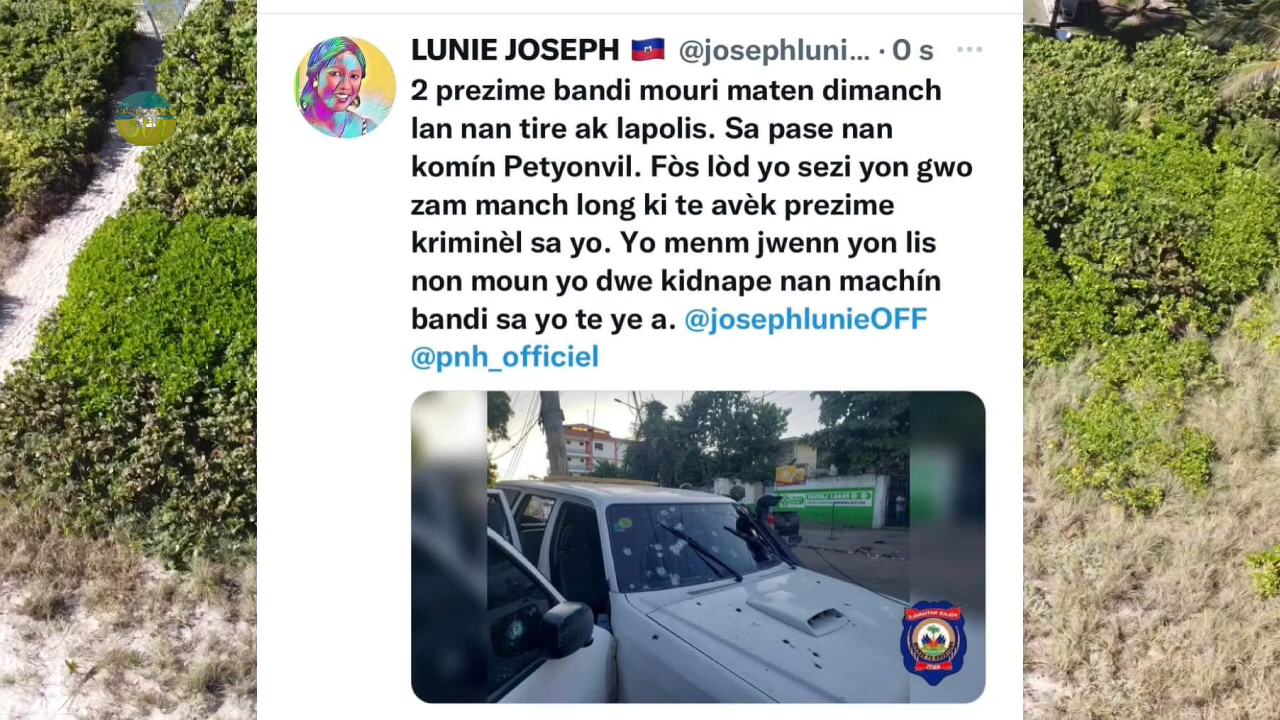 LUNIE JOSEPH 🇭🇹 @josephluni... · 0 s
2 prezime bandi mouri maten dimanch
lan nan tire ak lapolis. Sa pase nan
komín Petyonvil. Fòs lòd yo sezi yon gwo
zam manch long ki te avèk prezime
kriminèl sa yo. Yo menm jwenn yon lis
non moun yo dwe kidnape nan machín
bandi sa yo te ye a. @josephlunieOFF
@pnh_officiel